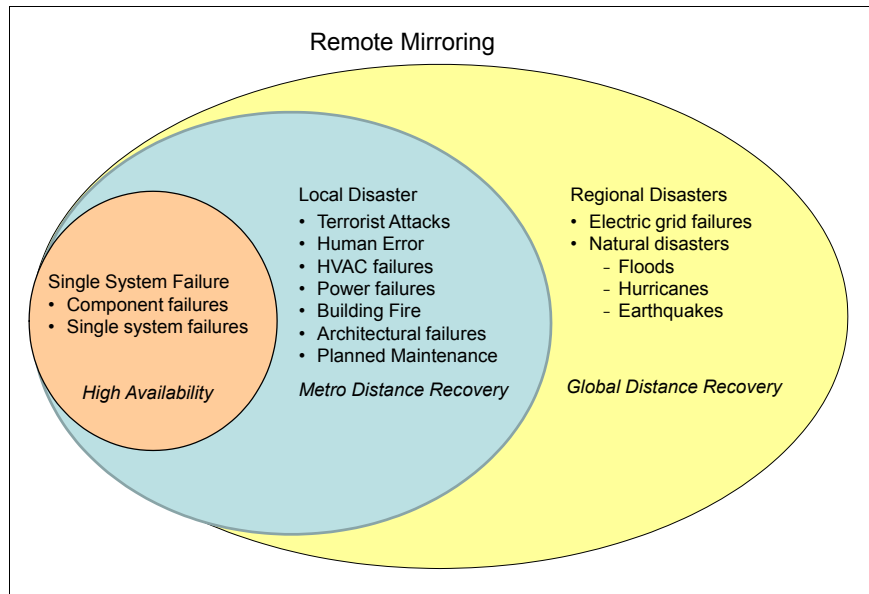 Remote Mirroring
Single System Failure
• Component failures
• Single system failures
High Availability
Local Disaster
• Terrorist Attacks
• Human Error
• HVAC failures
• Power failures
• Building Fire
• Architectural failures
• Planned Maintenance
Metro Distance Recovery
Regional Disasters
• Electric grid failures
• Natural disasters
- Floods
- Hurricanes
- Earthquakes
Global Distance Recovery